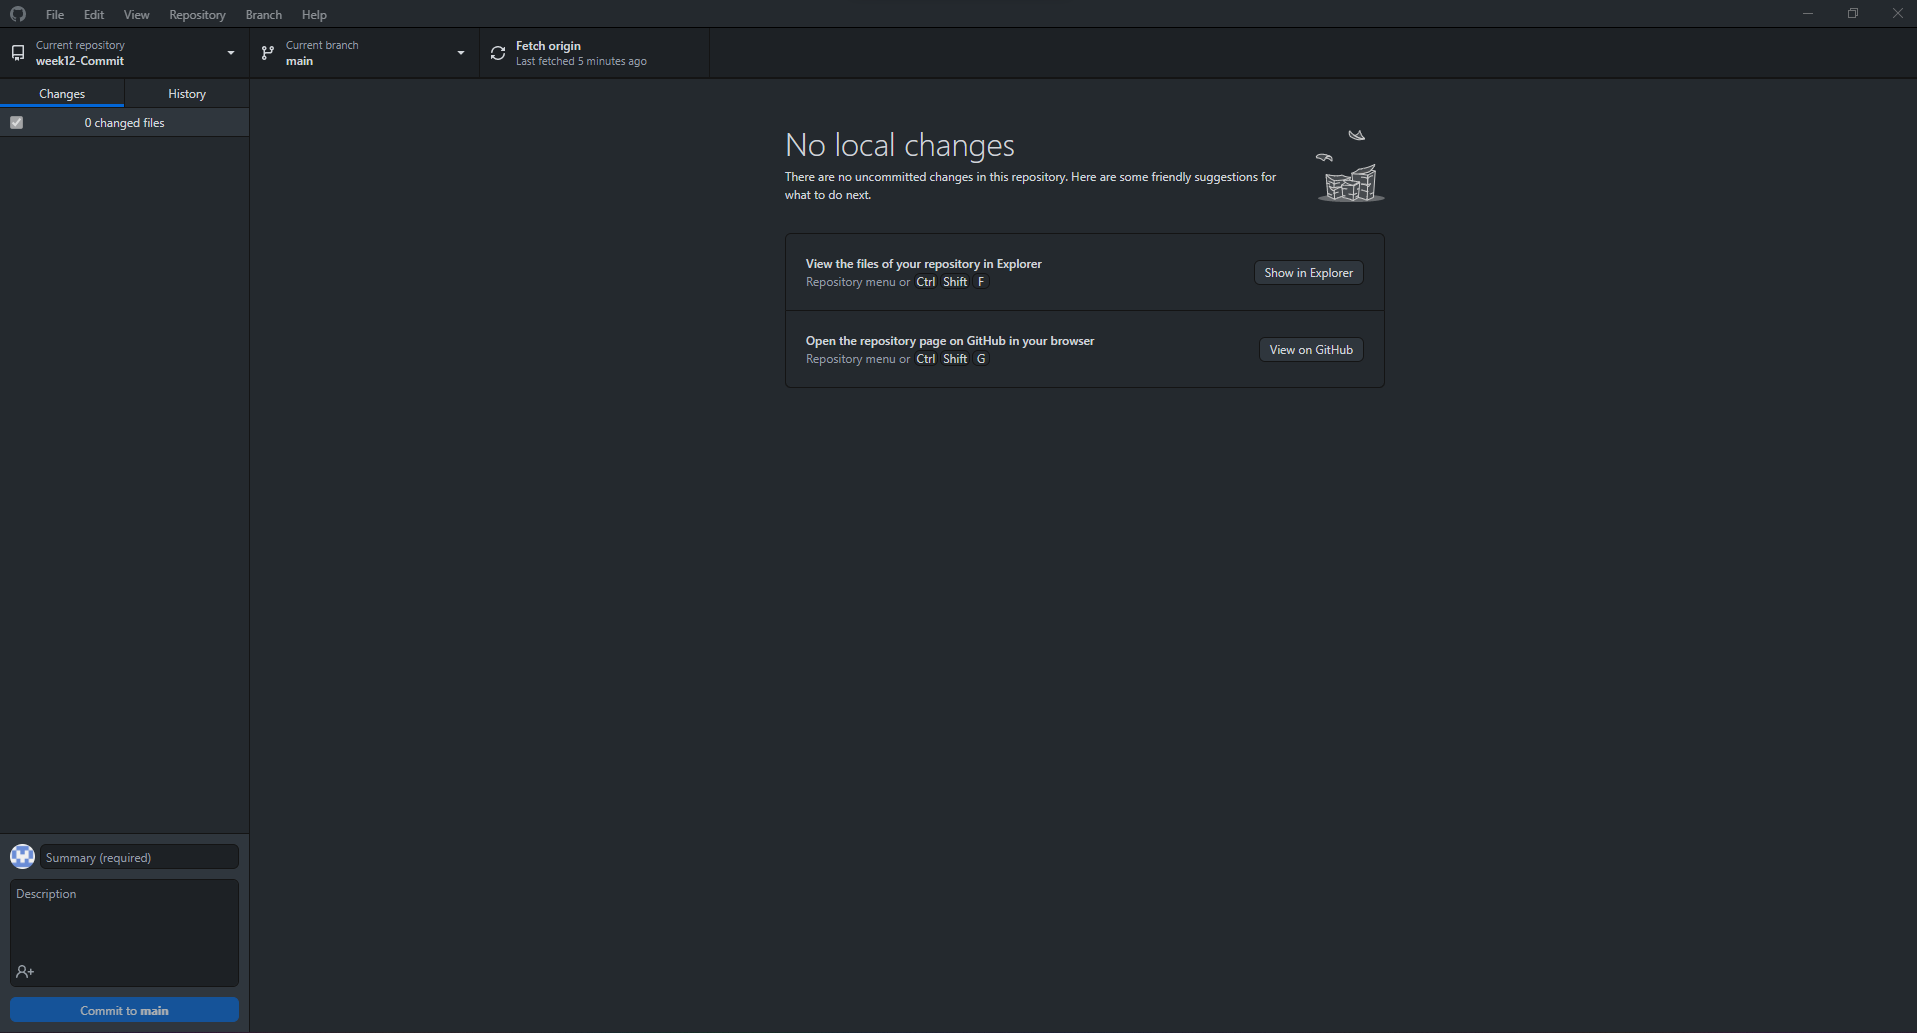 File Edit View Repository Branch Help
Current repository
week12-Commit
Current branch
main
Fetch origin
Last fetched 5 minutes ago
Changes
History
0 changed files
No local changes
There are no uncommitted changes in this repository. Here are some friendly suggestions for
what to do next.
View the files of your repository in Explorer
Repository menu or Ctrl Shift F
Show in Explorer
Open the repository page on GitHub in your browser
Repository menu or Ctrl Shift G
View on GitHub
Summary (required)
Description
Commit to main